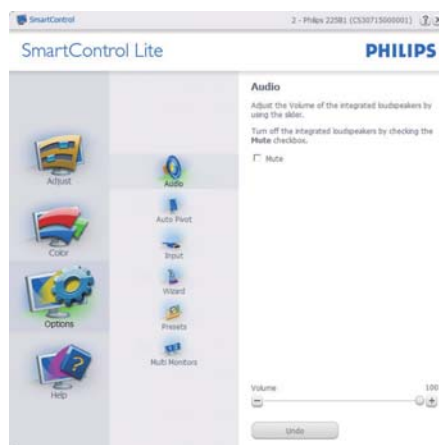 SmartControl
2 - Philips 225B1 (CS30715000001)
SmartControl Lite
PHILIPS
Adjust
Color
Options
Help
Audio
Auto Pivot
Input
Wizard
Presets
Multi Monitors
Audio
Adjust the Volume of the integrated loudspeakers by
using the slider.
Turn off the integrated loudspeakers by checking the
Mute checkbox.
Mute
Volume
100
Undo